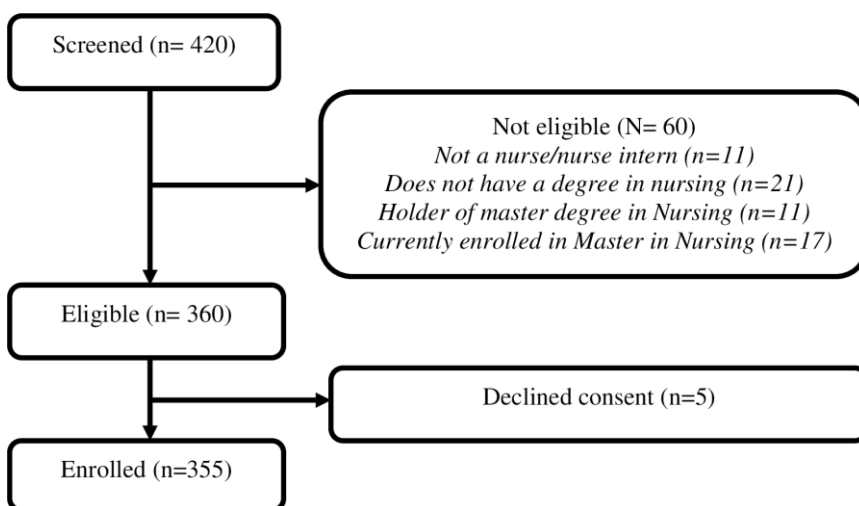 Screened (n= 420)
Not eligible (N= 60)
Not a nurse/nurse intern (n=11)
Does not have a degree in nursing (n=21)
Holder of master degree in Nursing (n=11)
Currently enrolled in Master in Nursing (n=17)
Eligible (n= 360)
Declined consent (n=5)
Enrolled (n=355)